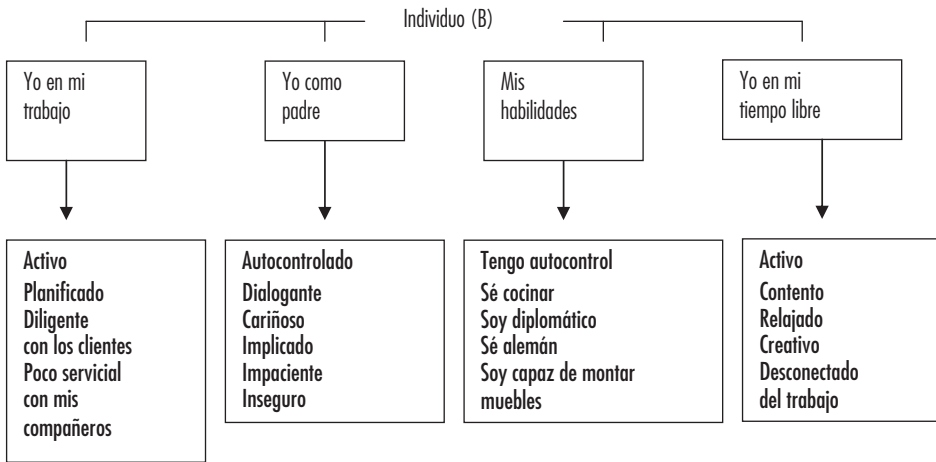 Individuo (B)
Yo en mi
trabajo
Yo como
padre
Mis
habilidades
Yo en mi
tiempo libre
Activo
Planificado
Diligente
con los clientes
Poco servicial
con mis
compañeros
Autocontrolado
Dialogante
Cariñoso
Implicado
Impaciente
Inseguro
Tengo autocontrol
Sé cocinar
Soy diplomático
Sé alemán
Soy capaz de montar
muebles
Activo
Contento
Relajado
Creativo
Desconectado
del trabajo